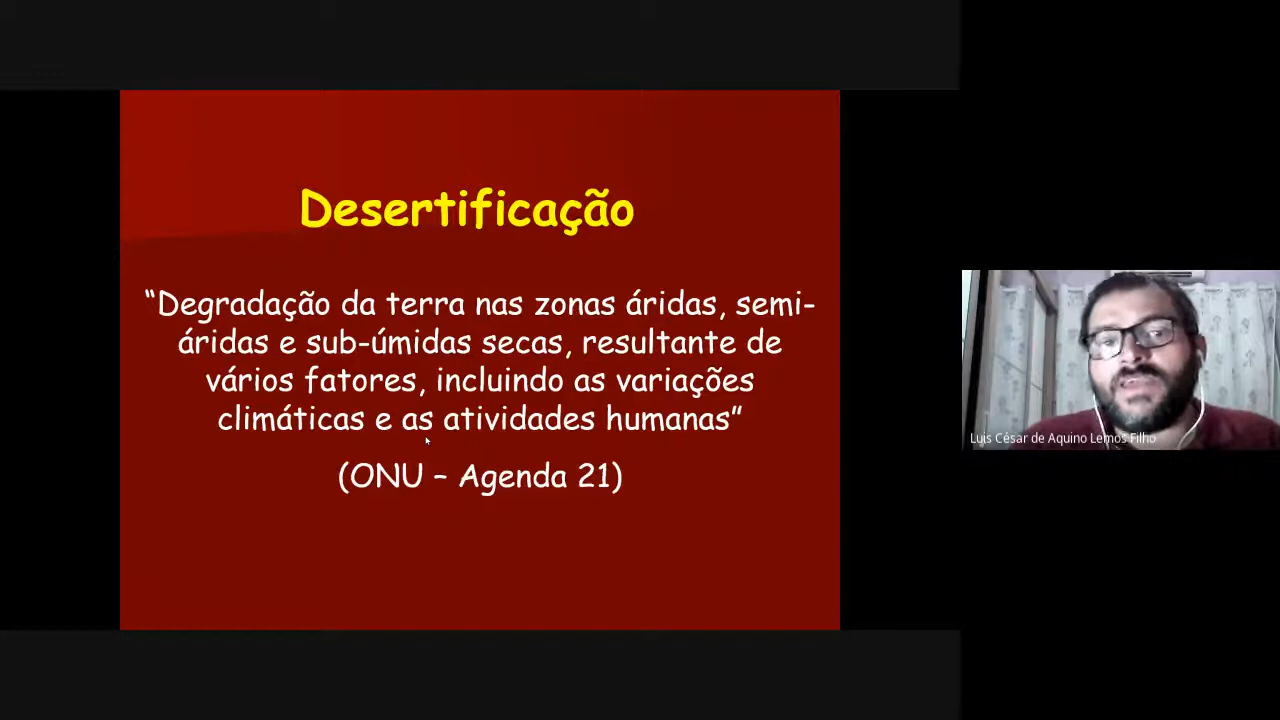 Desertificação
“Degradação da terra nas zonas áridas, semi-
áridas e sub-úmidas secas, resultante de
vários fatores, incluindo as variações
climáticas e as atividades humanas”
(ONU – Agenda 21)
Luis César de Aquino Lemos Filho